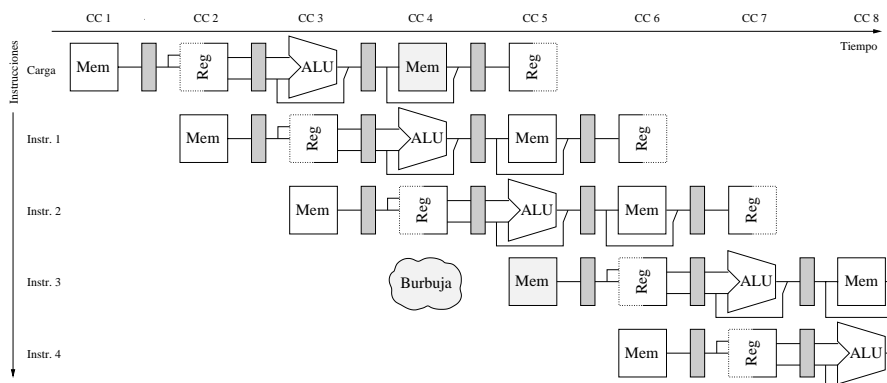 CC 1 CC 2 CC 3 CC 4 CC 5 CC 6 CC 7 CC 8
Tiempo
Instrucciones
Carga Mem Reg ALU Mem Reg
Instr. 1 Mem Reg ALU Mem Reg
Instr. 2 Mem Reg ALU Mem Reg
Instr. 3 Burbuja Mem Reg ALU Mem
Instr. 4 Mem Reg ALU